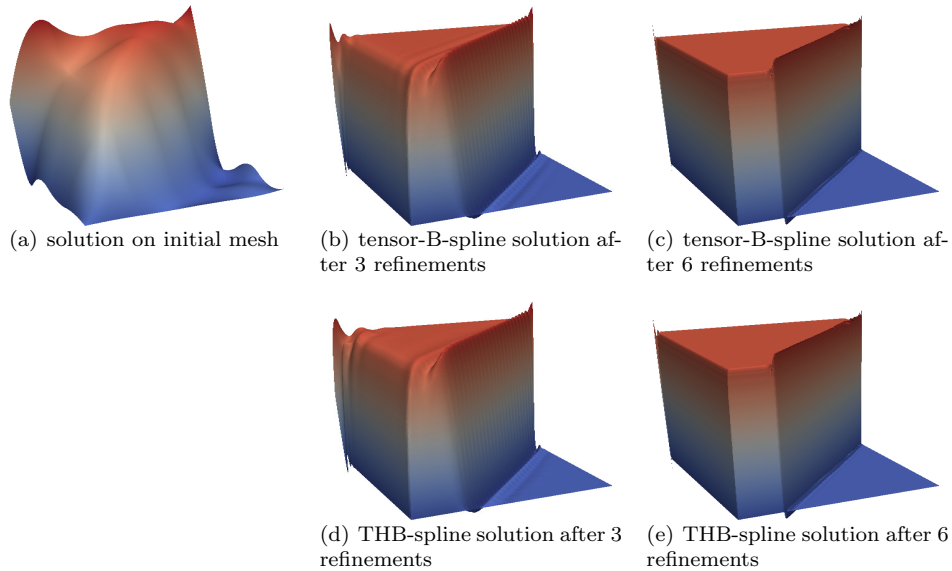 (a) solution on initial mesh
(b) tensor-B-spline solution af-
ter 3 refinements
(c) tensor-B-spline solution af-
ter 6 refinements
(d) THB-spline solution after 3
refinements
(e) THB-spline solution after 6
refinements